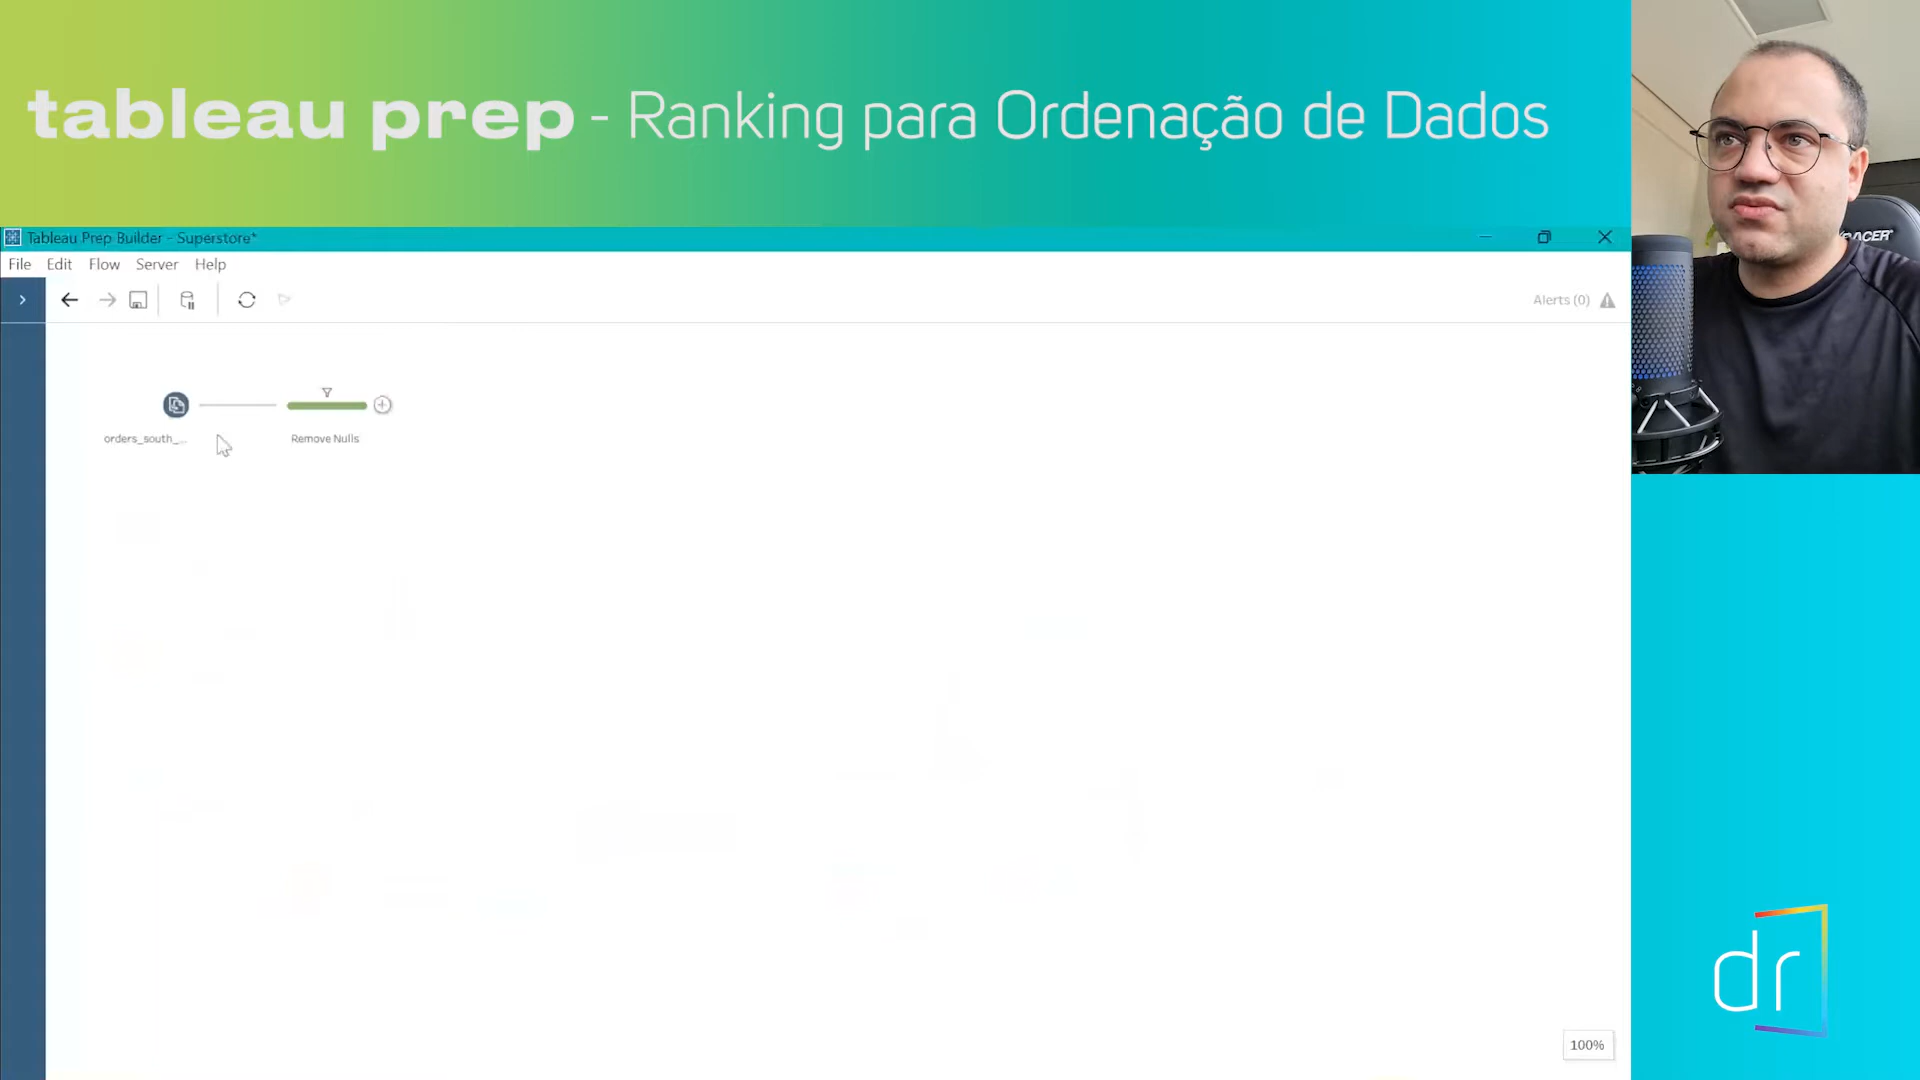 tableau prep - Ranking para Ordenação de Dados
Tableau Prep Builder - Superstore*
File Edit Flow Server Help
Alerts (0)
orders_south_...
Remove Nulls
100%
dr